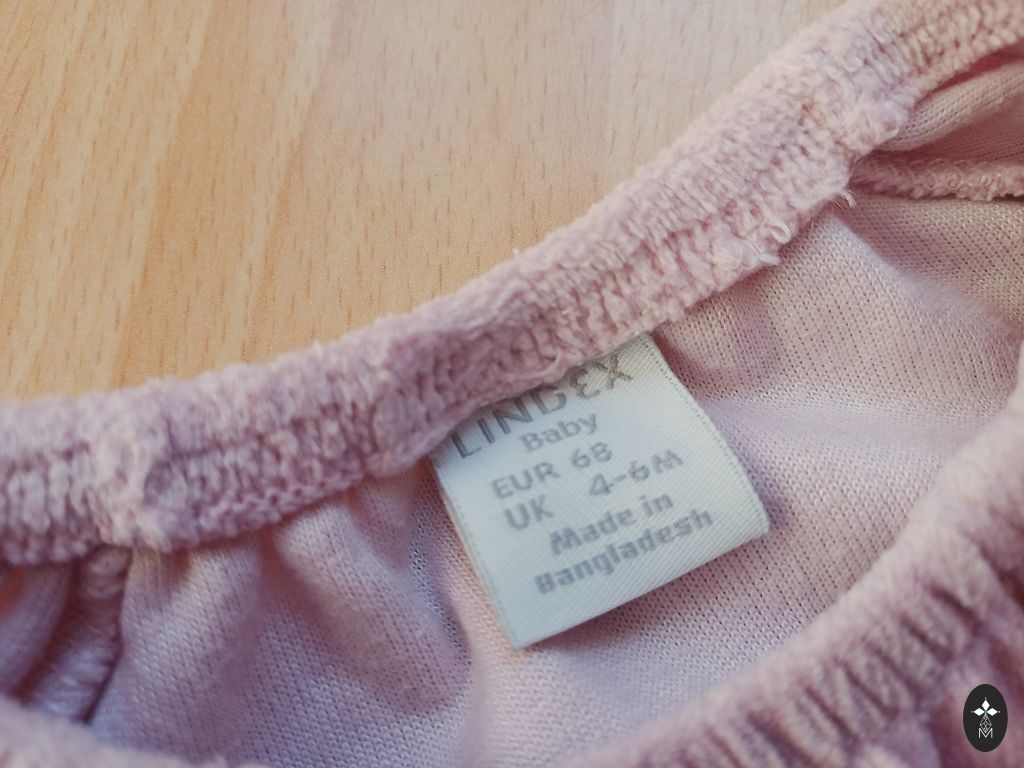 LINDEX
Baby
EUR 68
UK 4-6M
Made in
Bangladesh
M